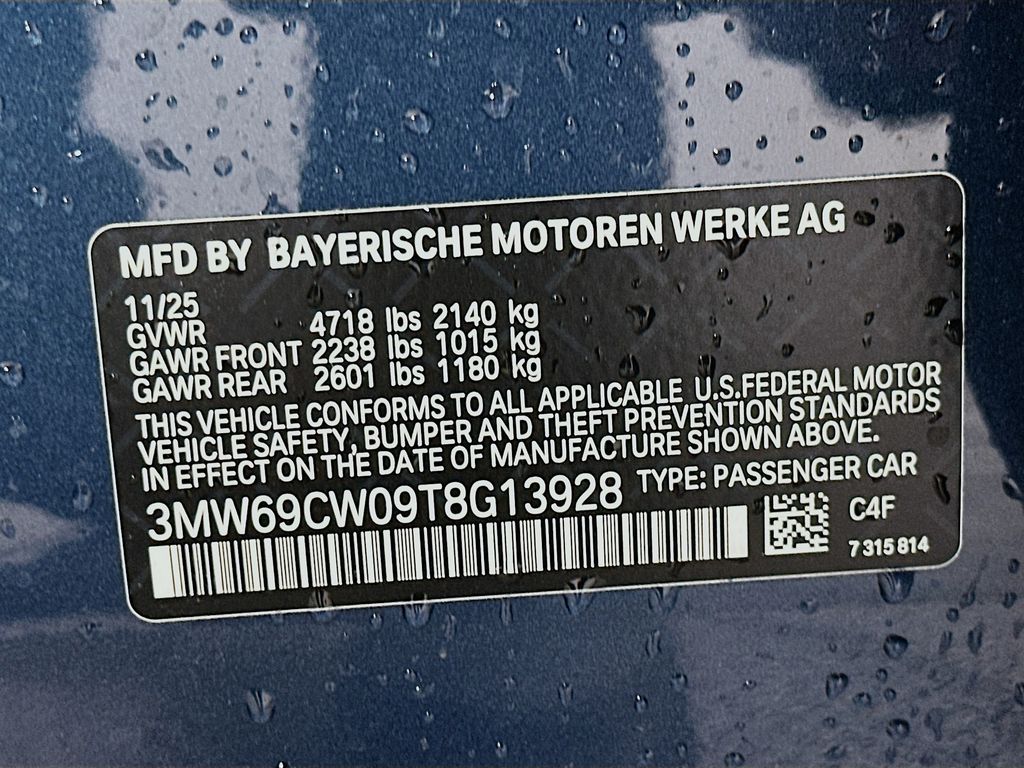 MFD BY BAYERISCHE MOTOREN WERKE AG
11/25
GVWR 4718 lbs 2140 kg
GAWR FRONT 2238 lbs 1015 kg
GAWR REAR 2601 lbs 1180 kg
THIS VEHICLE CONFORMS TO ALL APPLICABLE U.S.FEDERAL MOTOR
VEHICLE SAFETY, BUMPER AND THEFT PREVENTION STANDARDS
IN EFFECT ON THE DATE OF MANUFACTURE SHOWN ABOVE.
3MW69CW09T8G13928 TYPE: PASSENGER CAR
C4F
7 315 814